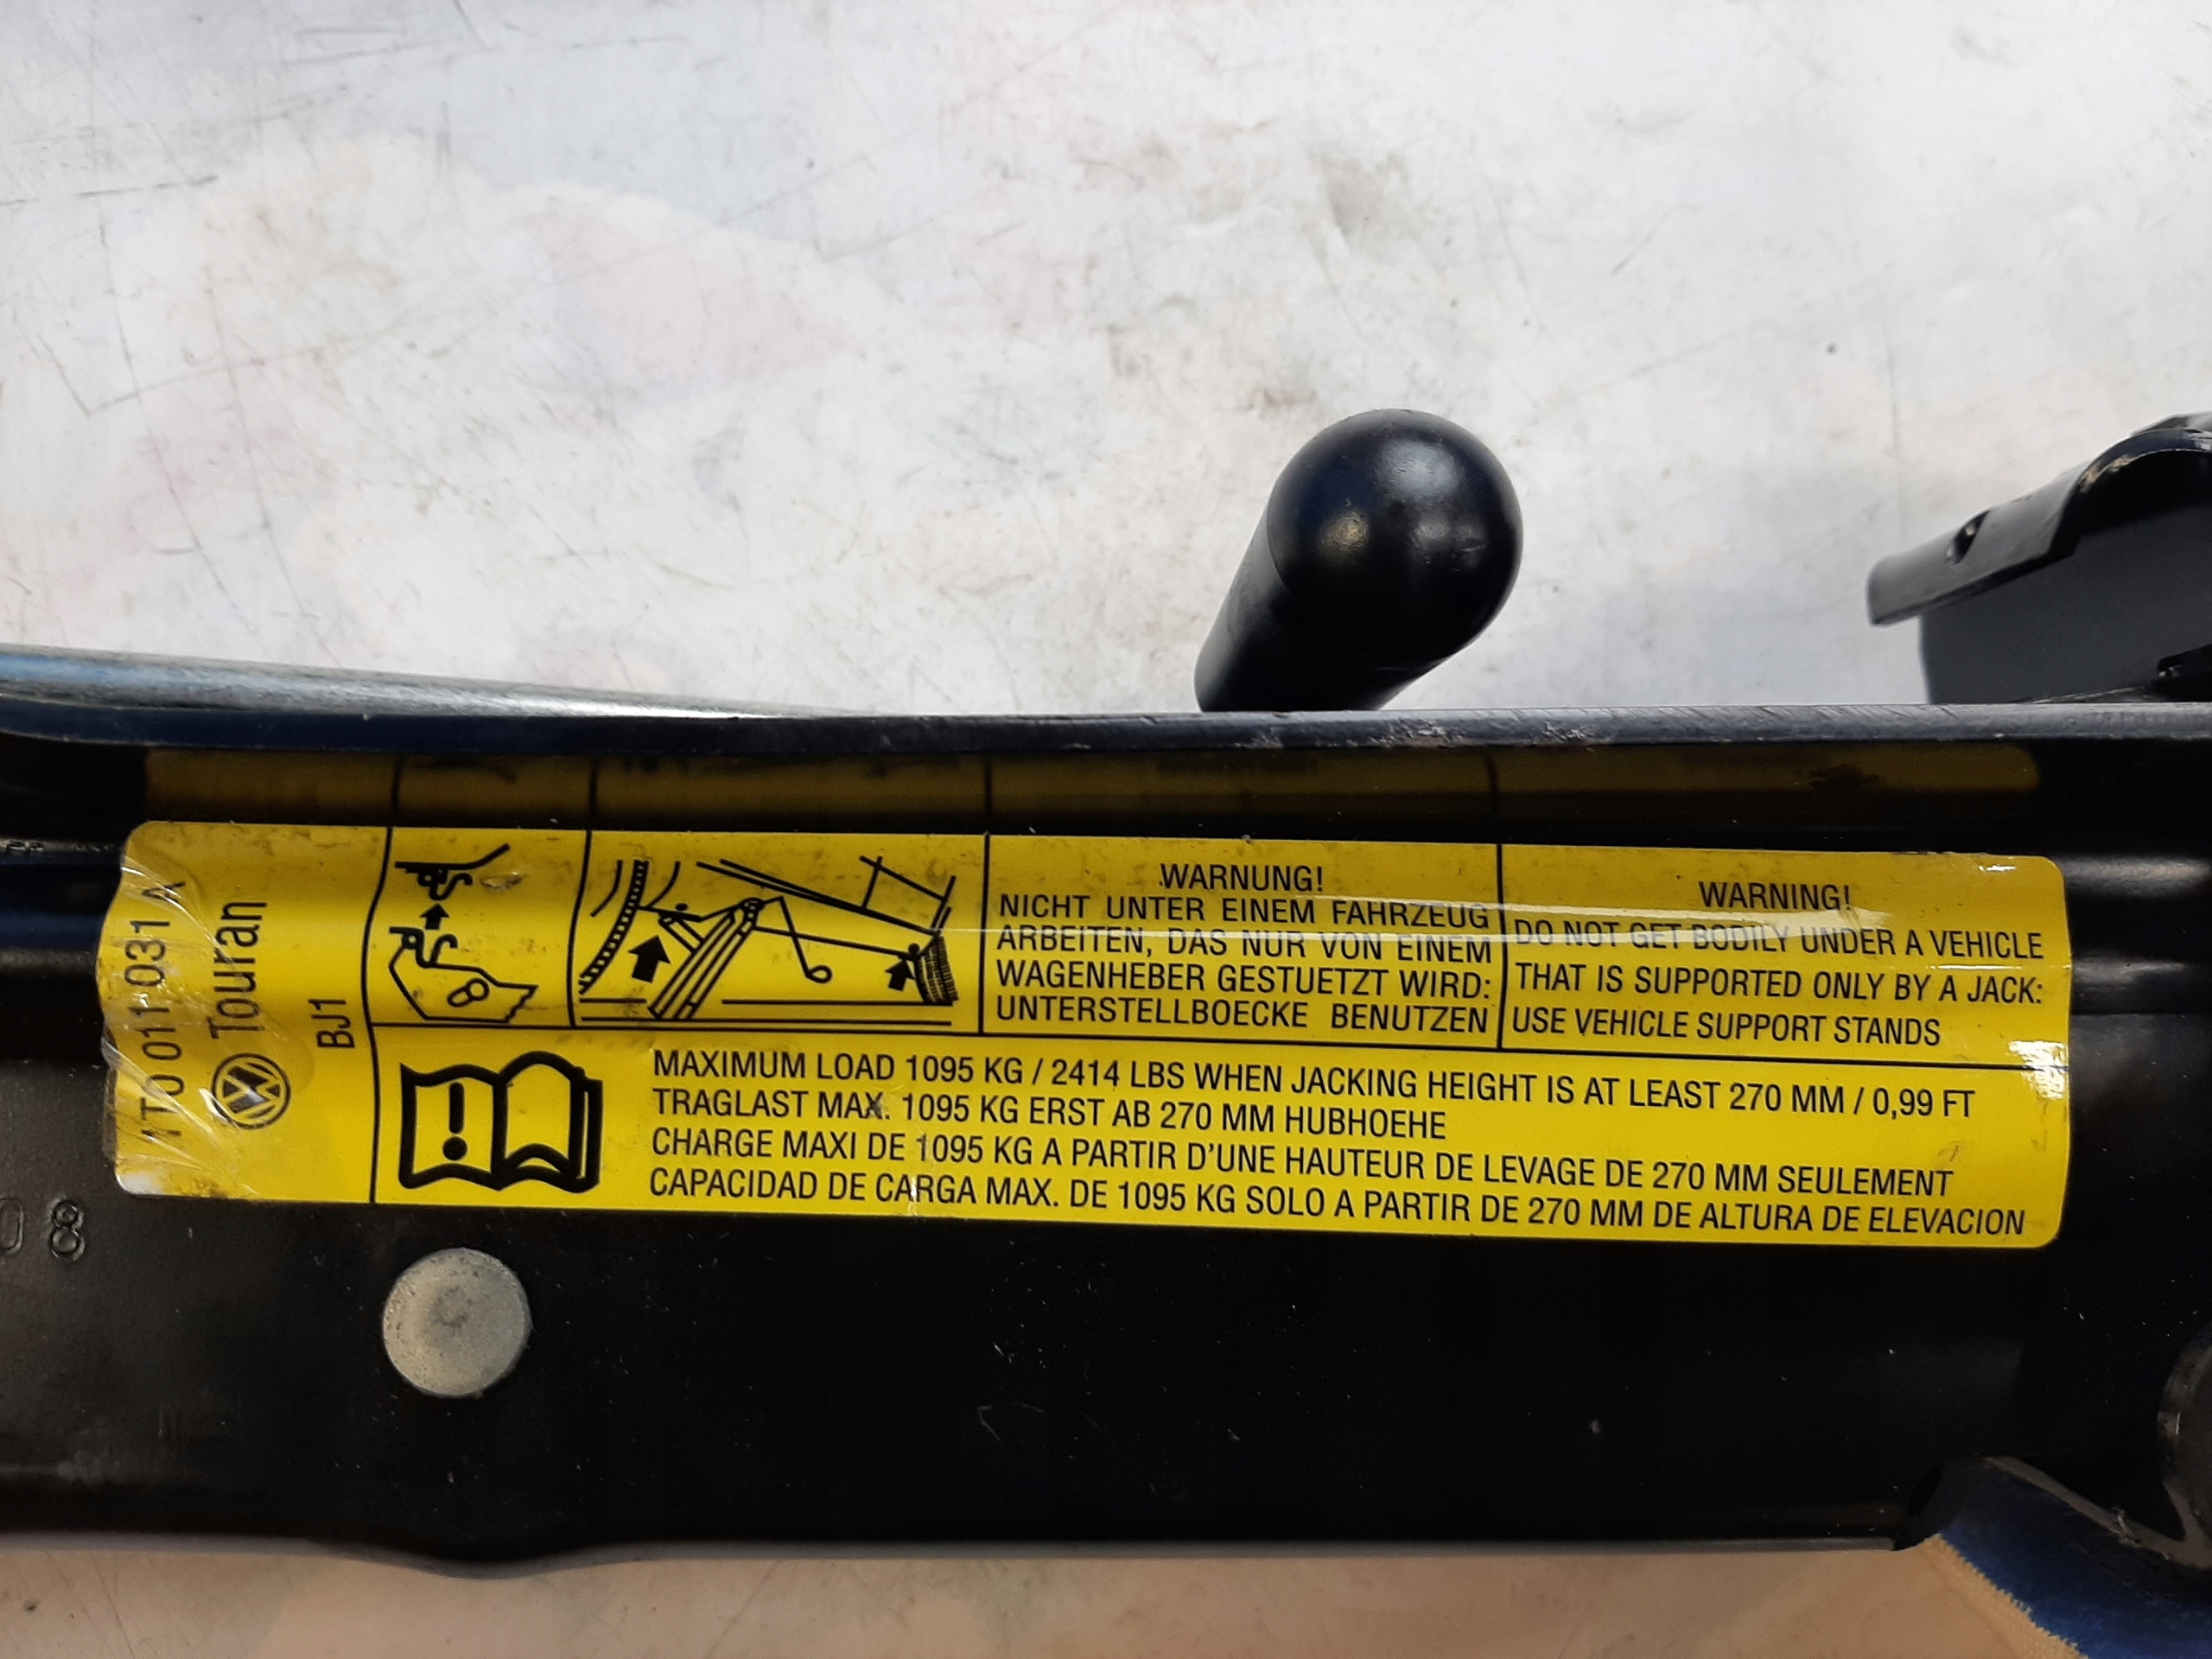 1T0 011 031 A
Touran
BJ1
WARNUNG!
NICHT UNTER EINEM FAHRZEUG
ARBEITEN, DAS NUR VON EINEM
WAGENHEBER GESTUETZT WIRD:
UNTERSTELLBOECKE BENUTZEN
WARNING!
DO NOT GET BODILY UNDER A VEHICLE
THAT IS SUPPORTED ONLY BY A JACK:
USE VEHICLE SUPPORT STANDS
MAXIMUM LOAD 1095 KG / 2414 LBS WHEN JACKING HEIGHT IS AT LEAST 270 MM / 0,99 FT
TRAGLAST MAX. 1095 KG ERST AB 270 MM HUBHOEHE
CHARGE MAXI DE 1095 KG A PARTIR D'UNE HAUTEUR DE LEVAGE DE 270 MM SEULEMENT
CAPACIDAD DE CARGA MAX. DE 1095 KG SOLO A PARTIR DE 270 MM DE ALTURA DE ELEVACION
08